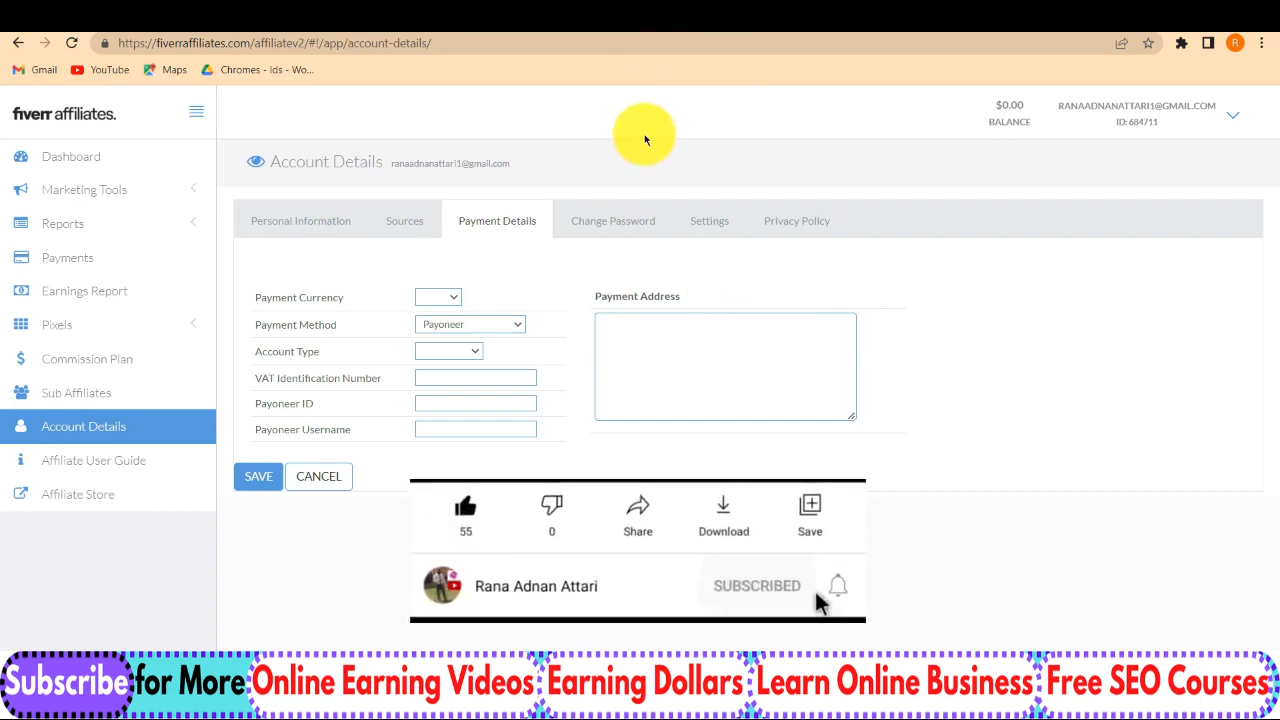 https://fiverraffiliates.com/affiliatev2/#!/app/account-details/
R
Gmail
YouTube
Maps
Chromes - Ids - Wo...
fiverr affiliates.
$0.00
BALANCE
RANAADNANATTARI1@GMAIL.COM
ID: 684711
Dashboard
Marketing Tools
Reports
Payments
Earnings Report
Pixels
Commission Plan
Sub Affiliates
Account Details
Affiliate User Guide
Affiliate Store
Account Details ranaadnanattari1@gmail.com
Personal Information
Sources
Payment Details
Change Password
Settings
Privacy Policy
Payment Currency
Payment Method Payoneer
Account Type
VAT Identification Number
Payoneer ID
Payoneer Username
Payment Address
SAVE
CANCEL
55
0
Share
Download
Save
Rana Adnan Attari
SUBSCRIBED
Subscribe for More Online Earning Videos Earning Dollars Learn Online Business Free SEO Courses